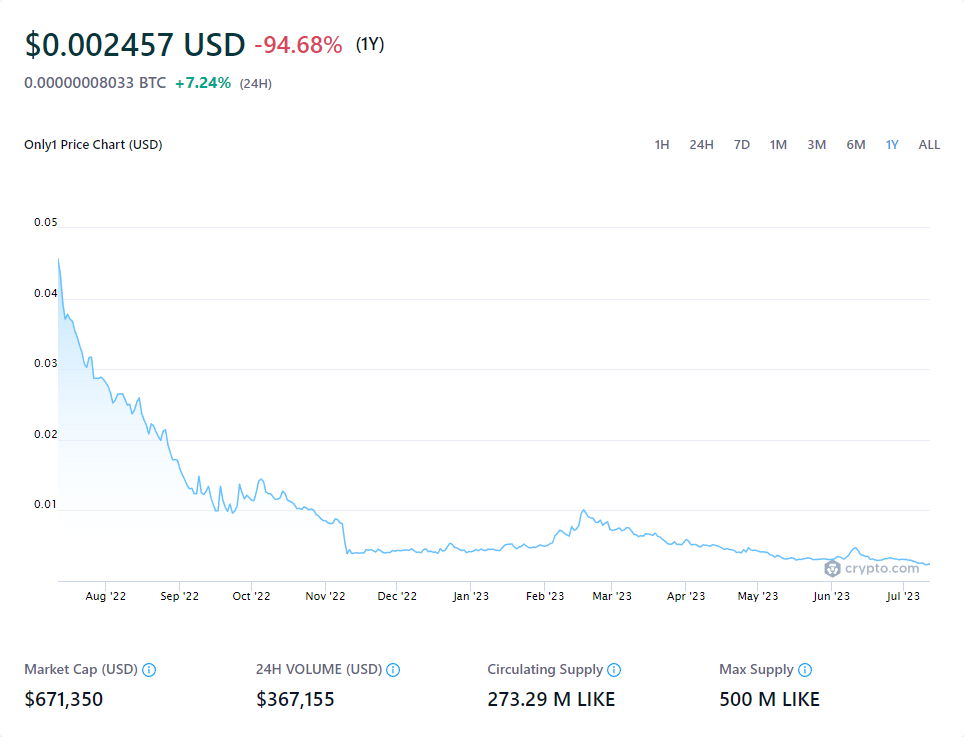 $0.002457 USD -94.68% (1Y)
0.00000008033 BTC +7.24% (24H)
Only1 Price Chart (USD) 1H 24H 7D 1M 3M 6M 1Y ALL
0.05
0.04
0.03
0.02
0.01
crypto.com
Aug '22 Sep '22 Oct '22 Nov '22 Dec '22 Jan '23 Feb '23 Mar '23 Apr '23 May '23 Jun '23 Jul '23
Market Cap (USD) 24H VOLUME (USD) Circulating Supply Max Supply
$671,350 $367,155 273.29 M LIKE 500 M LIKE